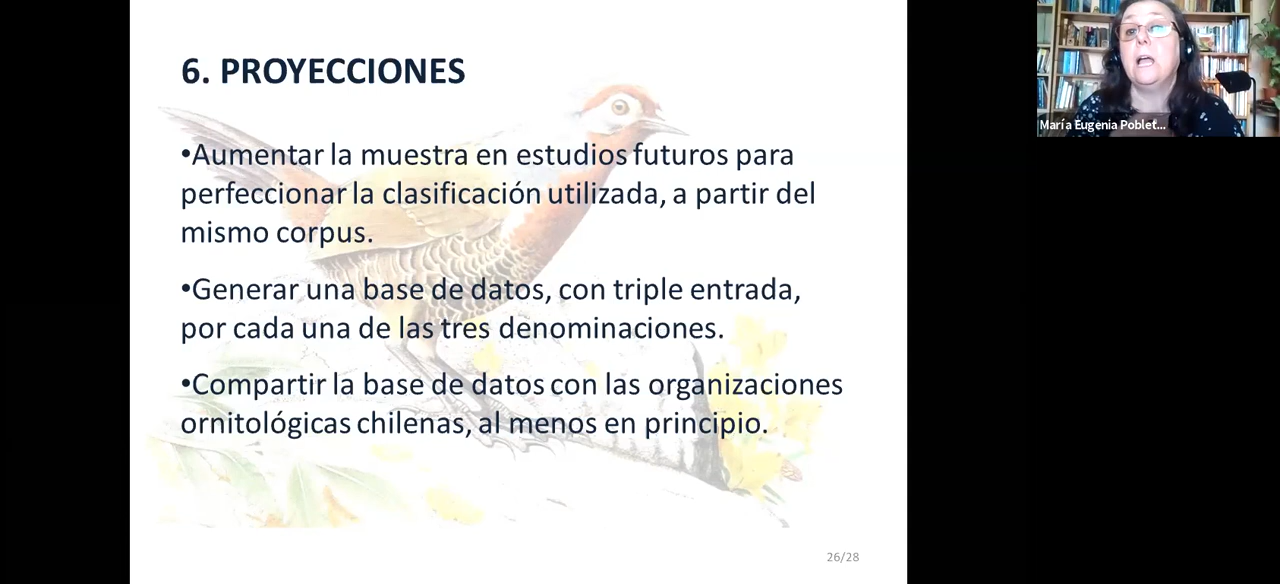 6. PROYECCIONES
María Eugenia Poblet...
•Aumentar la muestra en estudios futuros para
perfeccionar la clasificación utilizada, a partir del
mismo corpus.
•Generar una base de datos, con triple entrada,
por cada una de las tres denominaciones.
•Compartir la base de datos con las organizaciones
ornitológicas chilenas, al menos en principio.
26/28